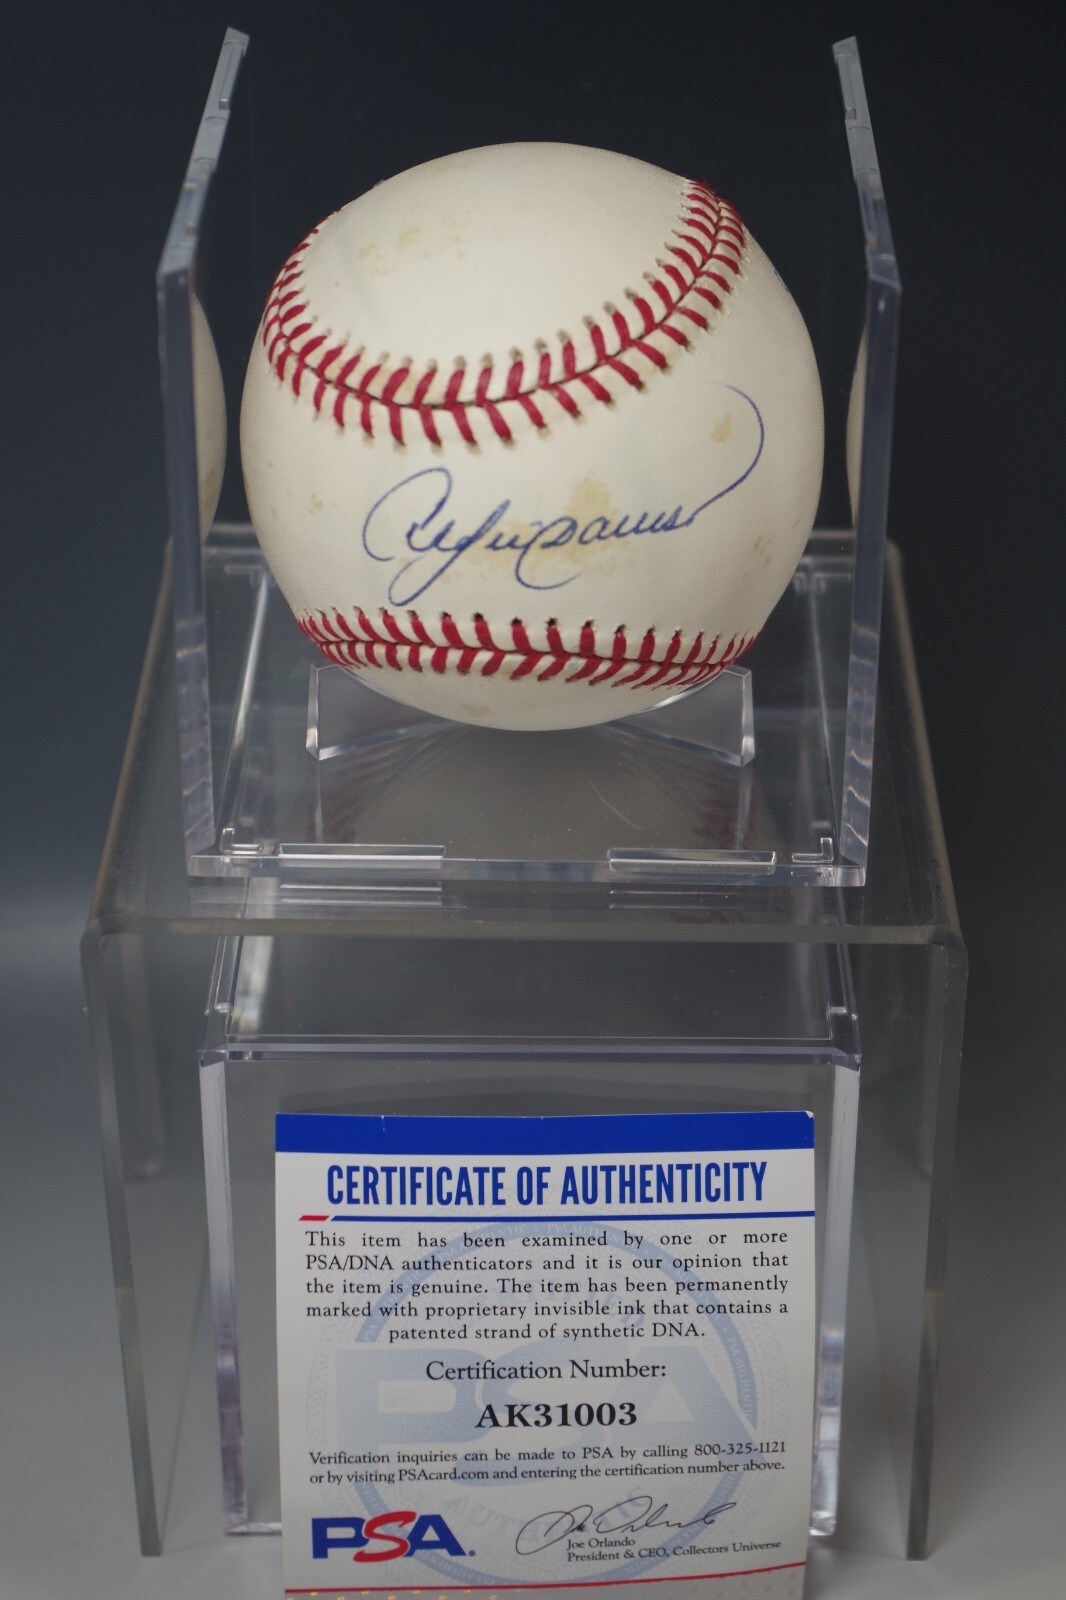 Andre Dawson
CERTIFICATE OF AUTHENTICITY
This item has been examined by one or more
PSA/DNA authenticators and it is our opinion that
the item is genuine. The item has been permanently
marked with proprietary invisible ink that contains a
patented strand of synthetic DNA.
Certification Number:
AK31003
Verification inquiries can be made to PSA by calling 800-325-1121
or by visiting PSAcard.com and entering the certification number above.
PSA
Joe Orlando
President & CEO, Collectors Universe